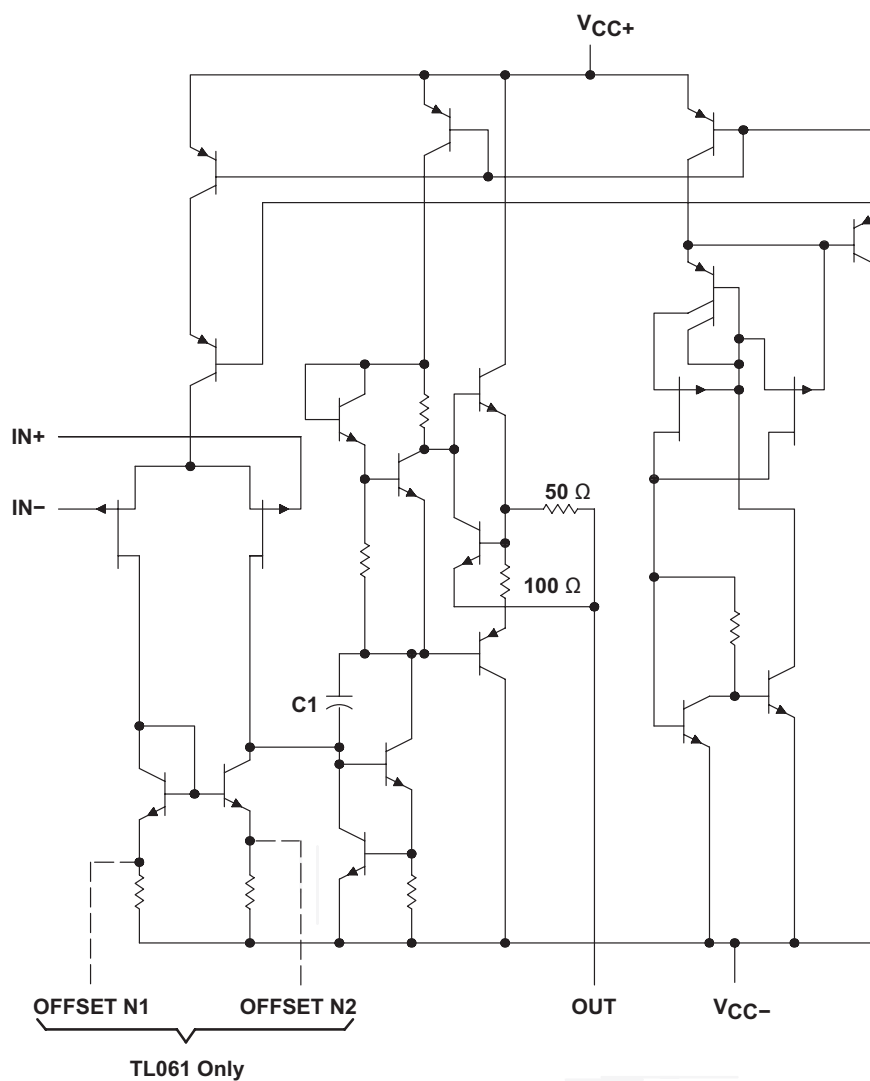 VCC+
IN+
IN−
50 Ω
100 Ω
C1
OFFSET N1
OFFSET N2
OUT
VCC−
TL061 Only